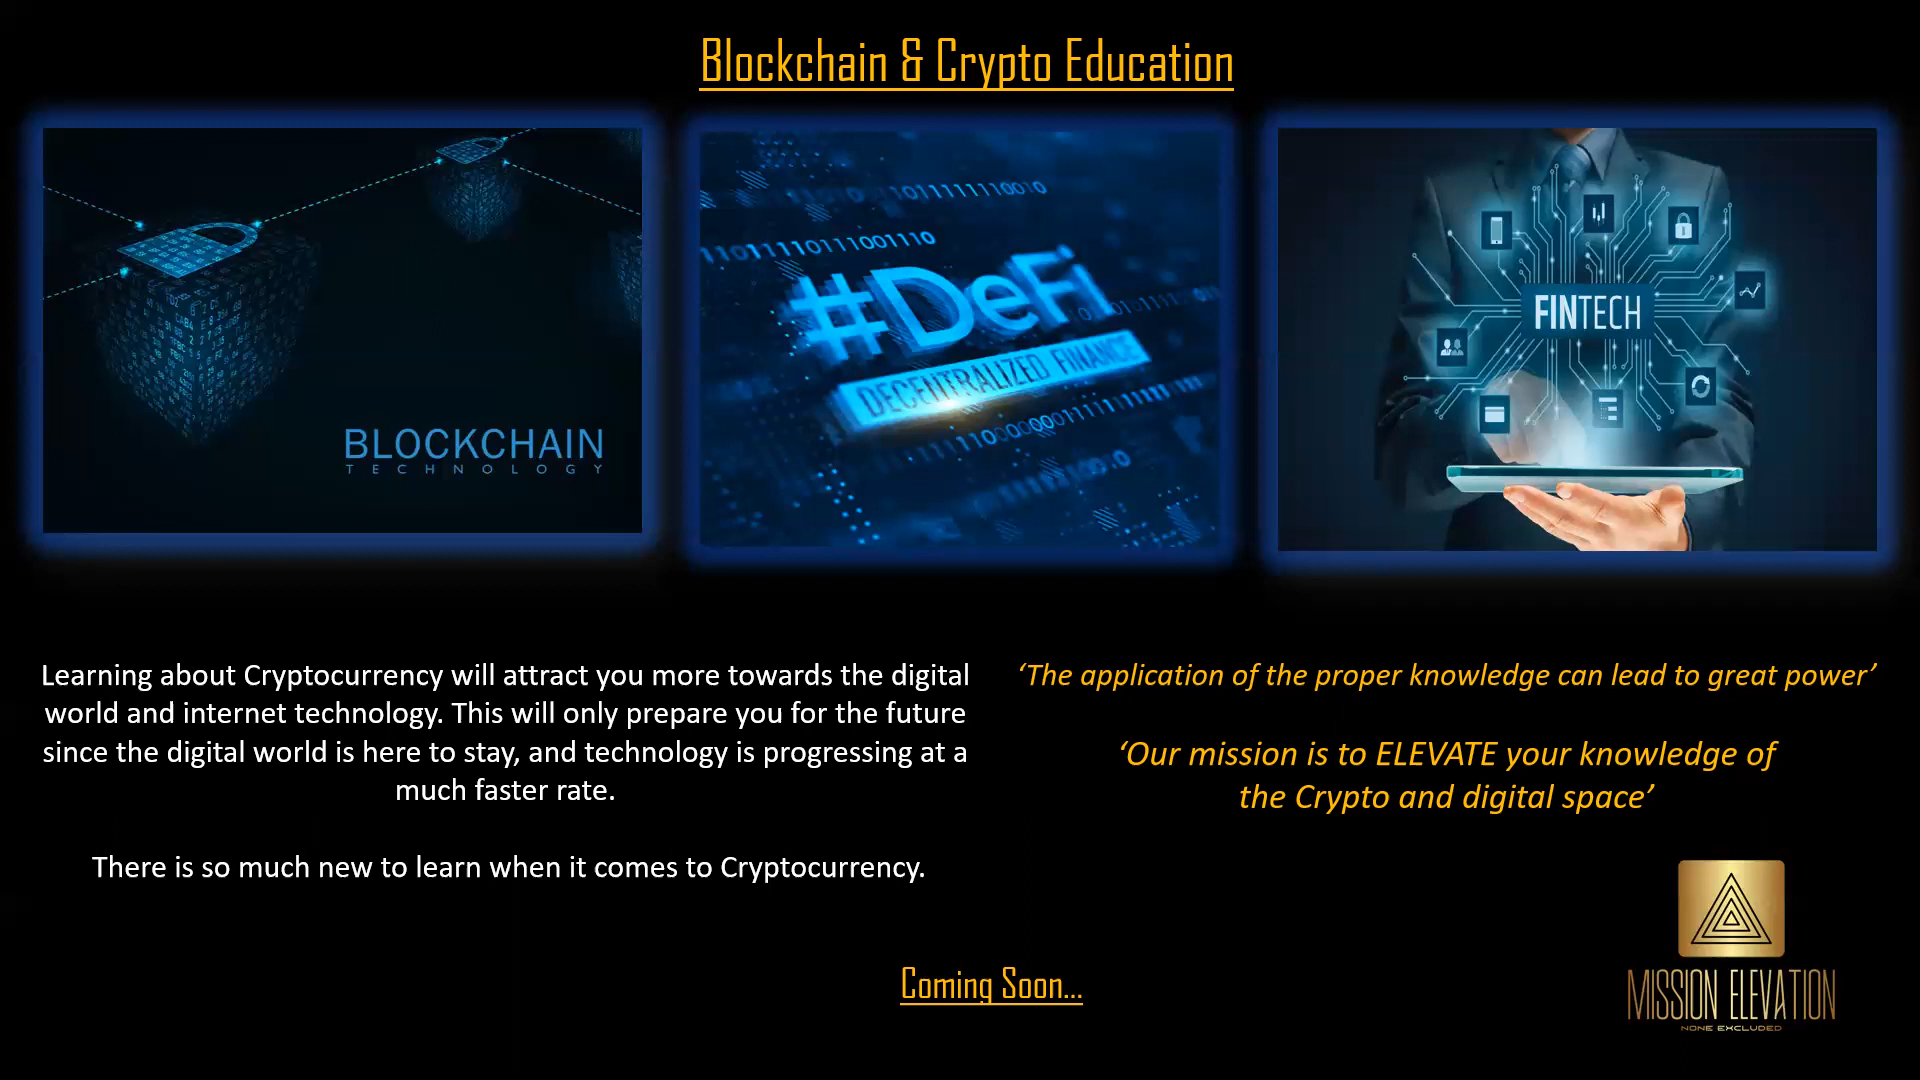 Blockchain & Crypto Education
BLOCKCHAIN
TECHNOLOGY
101111110010
11011110111001110
#DeFi
DECENTRALIZED FINANCE
FINTECH
Learning about Cryptocurrency will attract you more towards the digital
world and internet technology. This will only prepare you for the future
since the digital world is here to stay, and technology is progressing at a
much faster rate.
There is so much new to learn when it comes to Cryptocurrency.
‘The application of the proper knowledge can lead to great power’
‘Our mission is to ELEVATE your knowledge of
the Crypto and digital space’
Coming Soon...
MISSION ELEVATION
NONE EXCLUDED